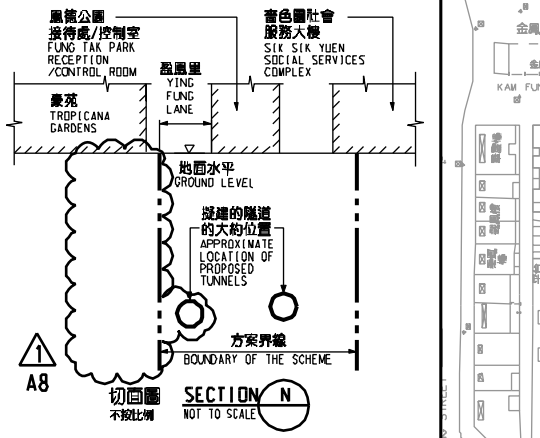 鳳德公園
接待處/控制室
FUNG TAK PARK
RECEPTION
/CONTROL ROOM
嗇色園社會
服務大樓
SIK SIK YUEN
SOCIAL SERVICES
COMPLEX
盈鳳里
YING
FUNG
LANE
豪苑
TROPICANA
GARDENS
地面水平
GROUND LEVEL
擬建的隧道
的大約位置
APPROXIMATE
LOCATION OF
PROPOSED
TUNNELS
方案界線
BOUNDARY OF THE SCHEME
1
A8
切面圖
不按比例
SECTION N
NOT TO SCALE
金鳳
KAM FUN
STREET